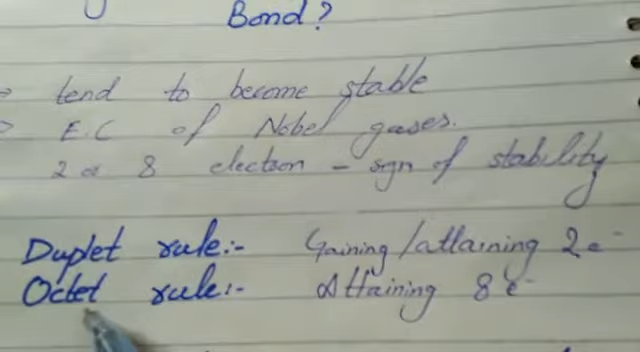 Bond?
→ tend to become stable
→ E.C of Nobel gases.
2 or 8 electron - sign of stability
Duplet rule:- Gaining/attaining 2e⁻
Octet rule:- Attaining 8e⁻